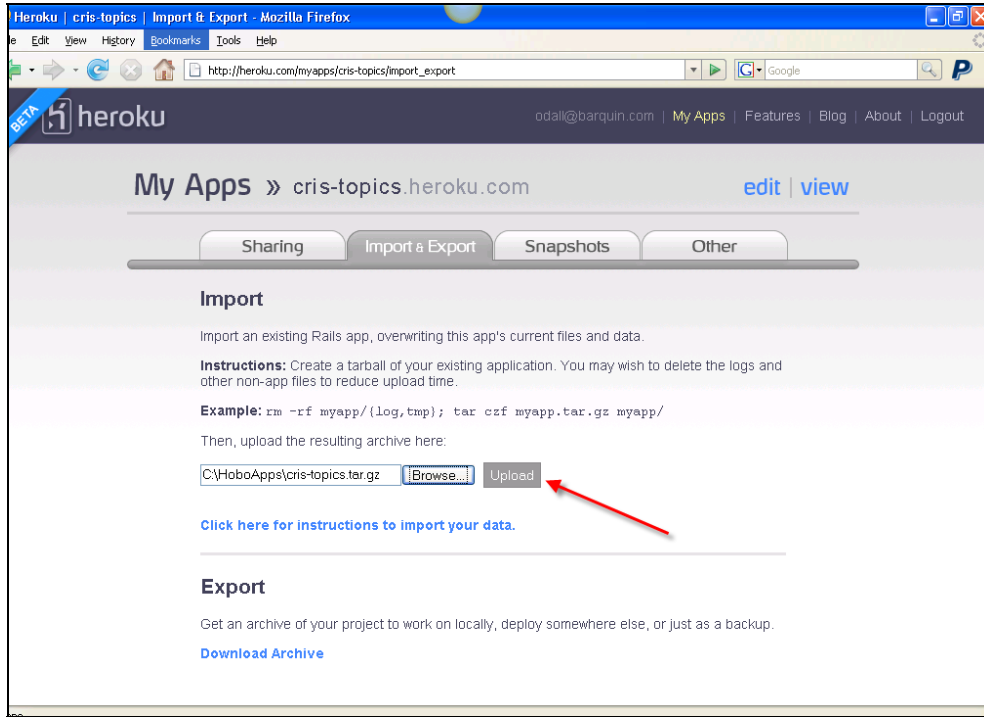 Heroku | cris-topics | Import & Export - Mozilla Firefox
le Edit View History Bookmarks Tools Help
http://heroku.com/myapps/cris-topics/import_export
G Google
P
BETA
heroku
odall@barquin.com | My Apps | Features | Blog | About | Logout
My Apps » cris-topics.heroku.com
edit | view
Sharing Import & Export Snapshots Other
Import
Import an existing Rails app, overwriting this app's current files and data.
Instructions: Create a tarball of your existing application. You may wish to delete the logs and
other non-app files to reduce upload time.
Example: rm -rf myapp/{log,tmp}; tar czf myapp.tar.gz myapp/
Then, upload the resulting archive here:
C:\HoboApps\cris-topics.tar.gz Browse... Upload
Click here for instructions to import your data.
Export
Get an archive of your project to work on locally, deploy somewhere else, or just as a backup.
Download Archive